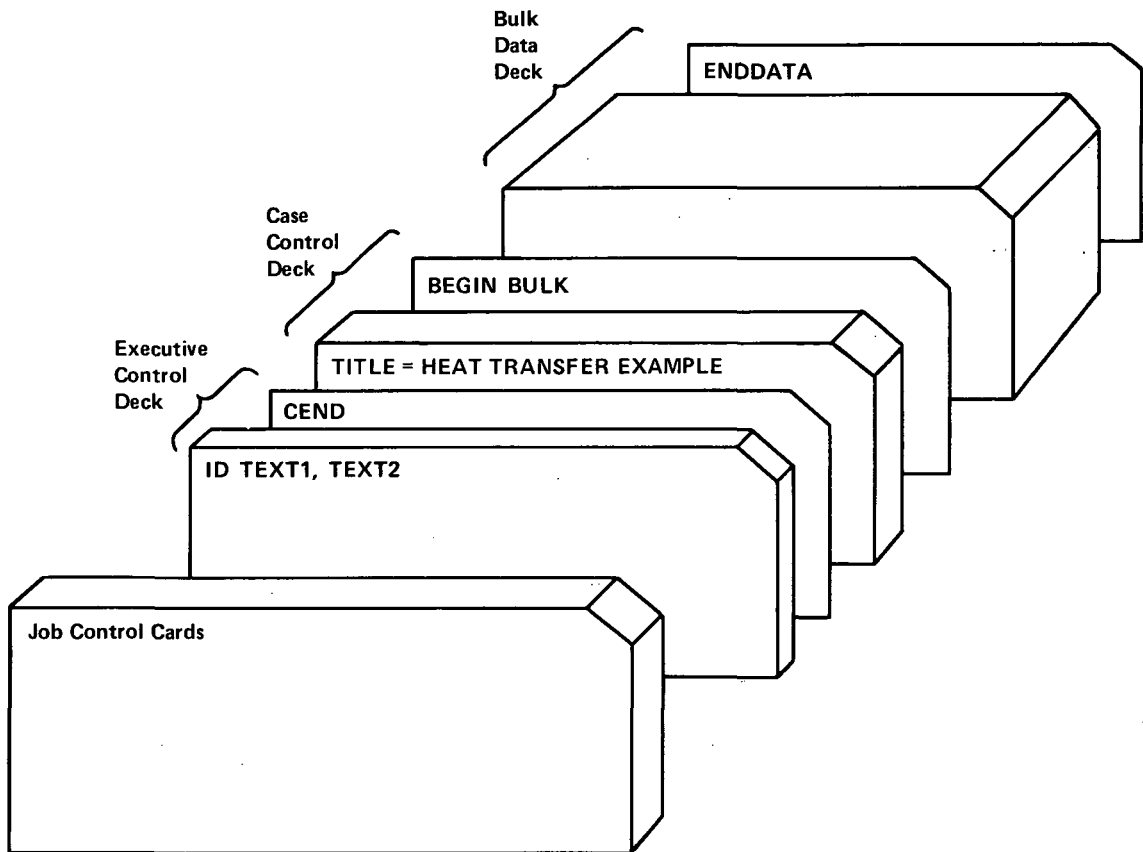 Bulk
Data
Deck
ENDDATA
Case
Control
Deck
BEGIN BULK
Executive
Control
Deck
TITLE = HEAT TRANSFER EXAMPLE
CEND
ID TEXT1, TEXT2
Job Control Cards